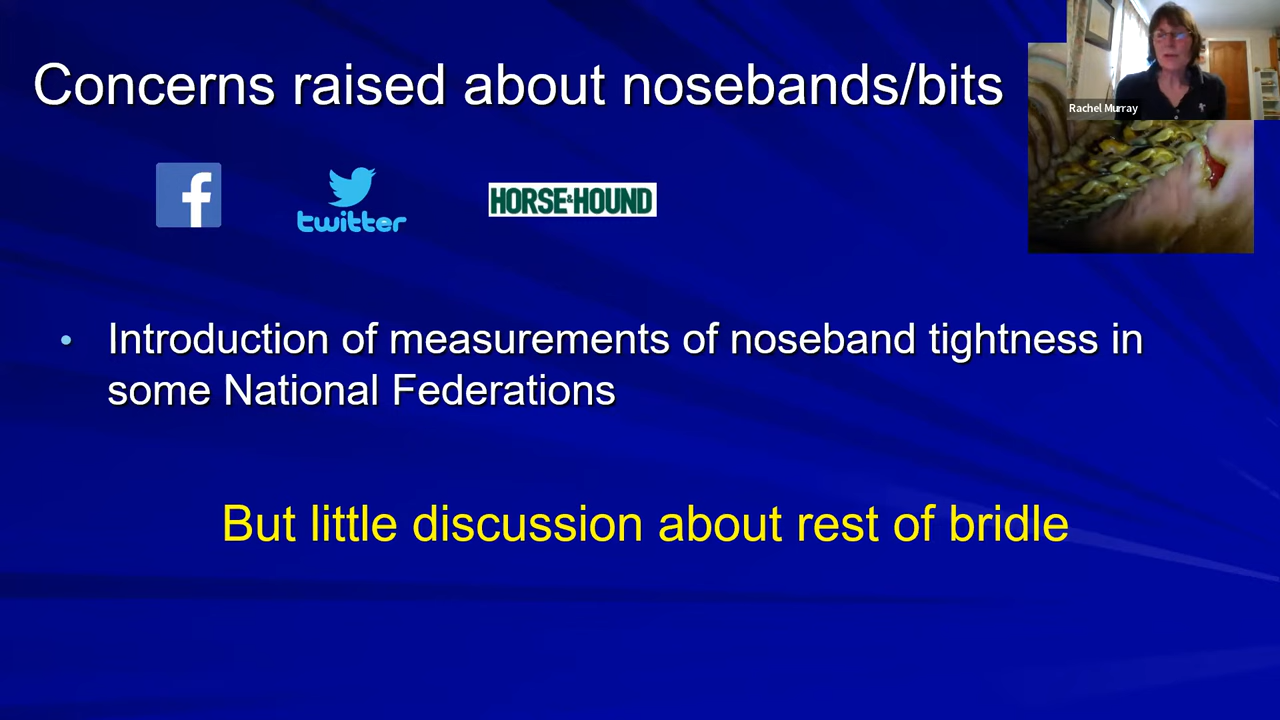 Concerns raised about nosebands/bits
Rachel Murray
f
twitter
HORSE&HOUND
• Introduction of measurements of noseband tightness in
some National Federations
But little discussion about rest of bridle